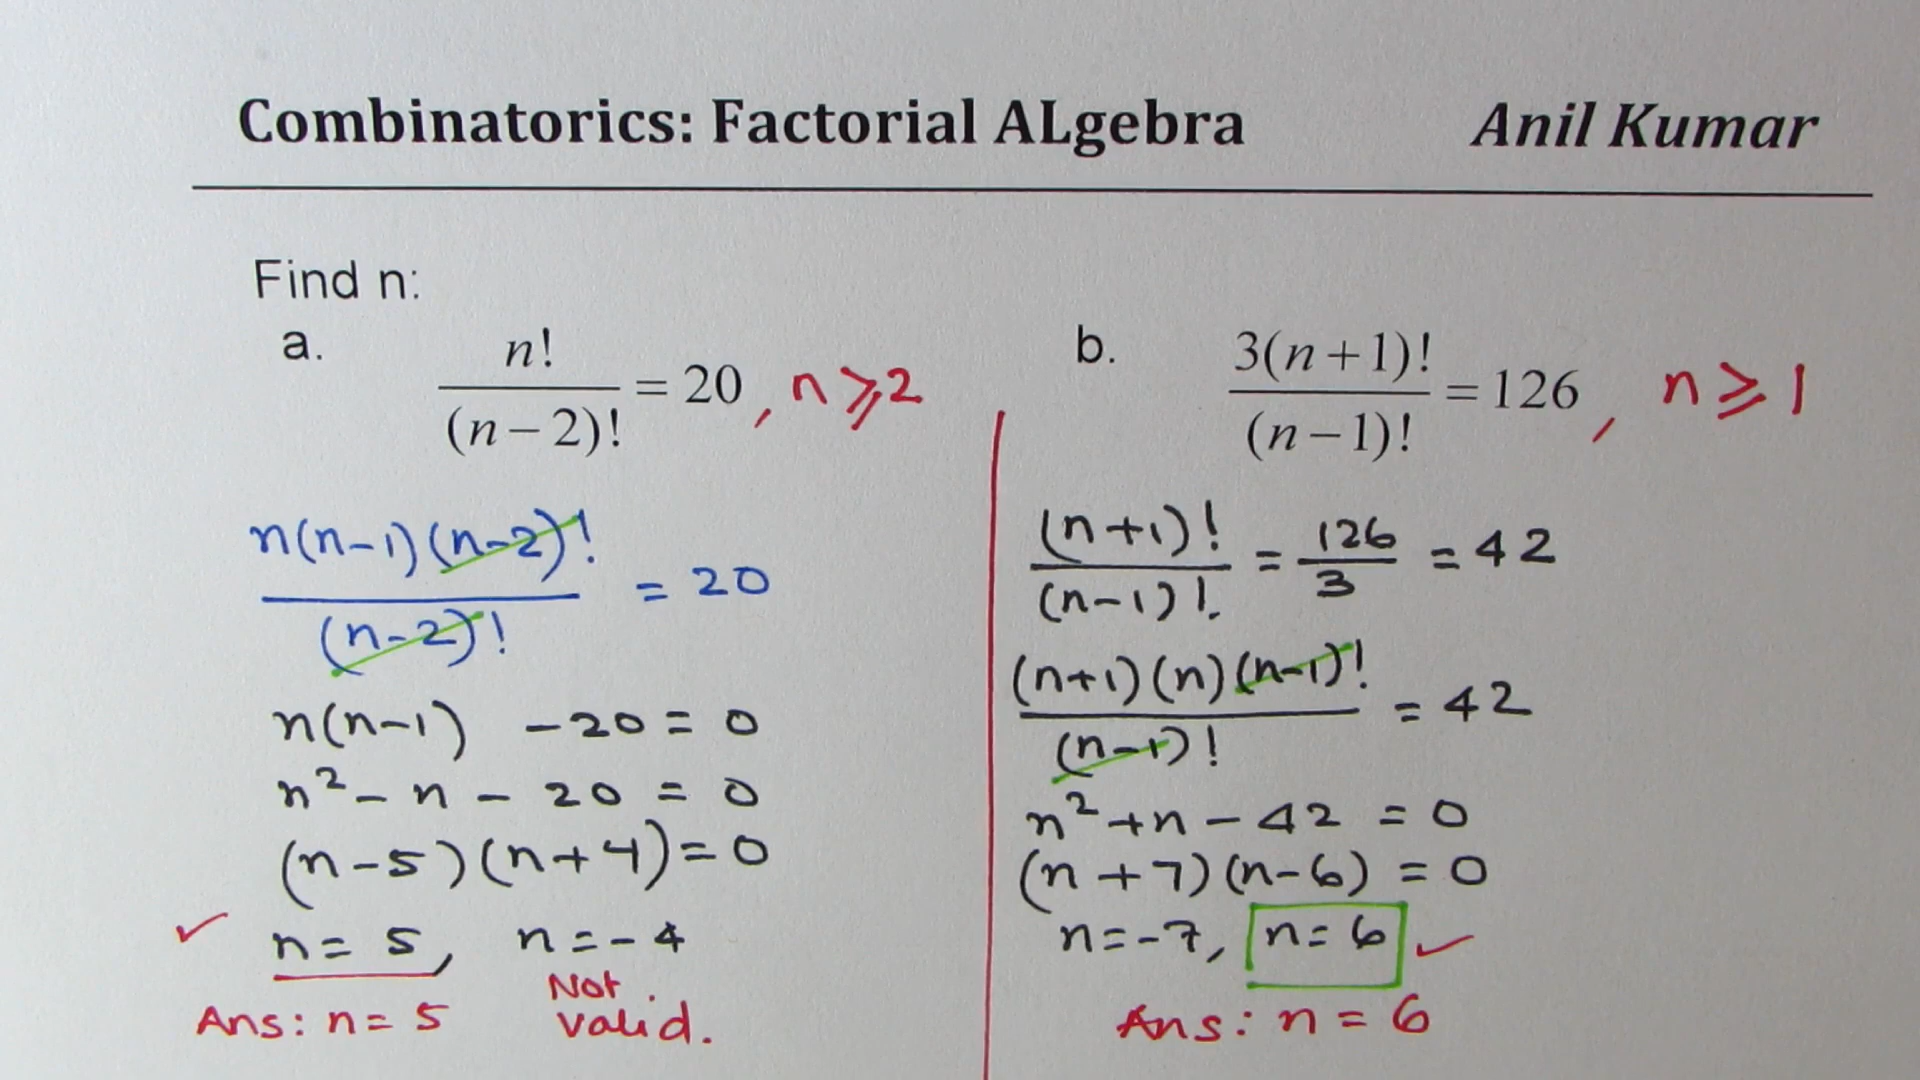 Combinatorics: Factorial ALgebra Anil Kumar
Find n:
a. n!/(n−2)! = 20, n ≥ 2
n(n-1)(n-2)!/(n-2)! = 20
n(n-1) - 20 = 0
n² - n - 20 = 0
(n-5)(n+4) = 0
✓ n = 5, n = -4
Not valid.
Ans: n = 5
b. 3(n+1)!/(n−1)! = 126, n ≥ 1
(n+1)!/(n-1)! = 126/3 = 42
(n+1)(n)(n-1)!/(n-1)! = 42
n² + n - 42 = 0
(n+7)(n-6) = 0
n = -7, n = 6 ✓
Ans: n = 6